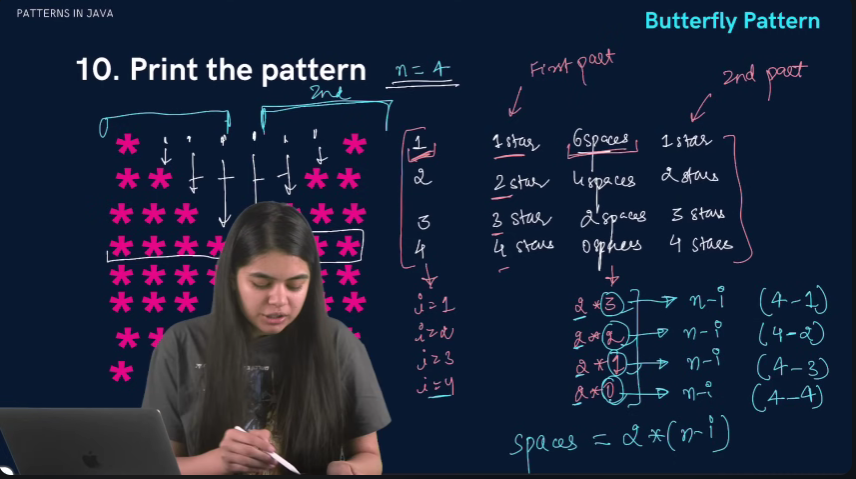 PATTERNS IN JAVA
Butterfly Pattern
10. Print the pattern
n = 4
2nd
First part
2nd part
1 1 star 6 spaces 1 star
2 2 star 4 spaces 2 stars
3 3 star 2 spaces 3 stars
4 4 stars 0 spaces 4 stars
i=1 2 * 3 → n-i (4-1)
i=2 2 * 2 → n-i (4-2)
i=3 2 * 1 → n-i (4-3)
i=4 2 * 0 → n-i (4-4)
spaces = 2 * (n-i)